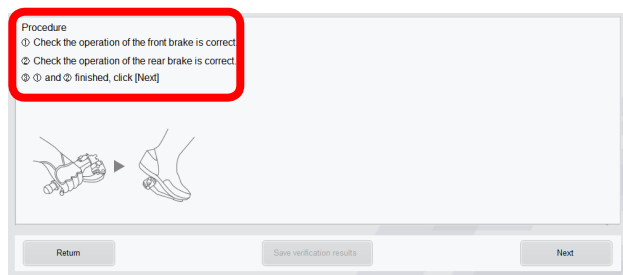 Procedure
① Check the operation of the front brake is correct.
② Check the operation of the rear brake is correct.
③ ① and ② finished, click [Next]
Return
Save verification results
Next